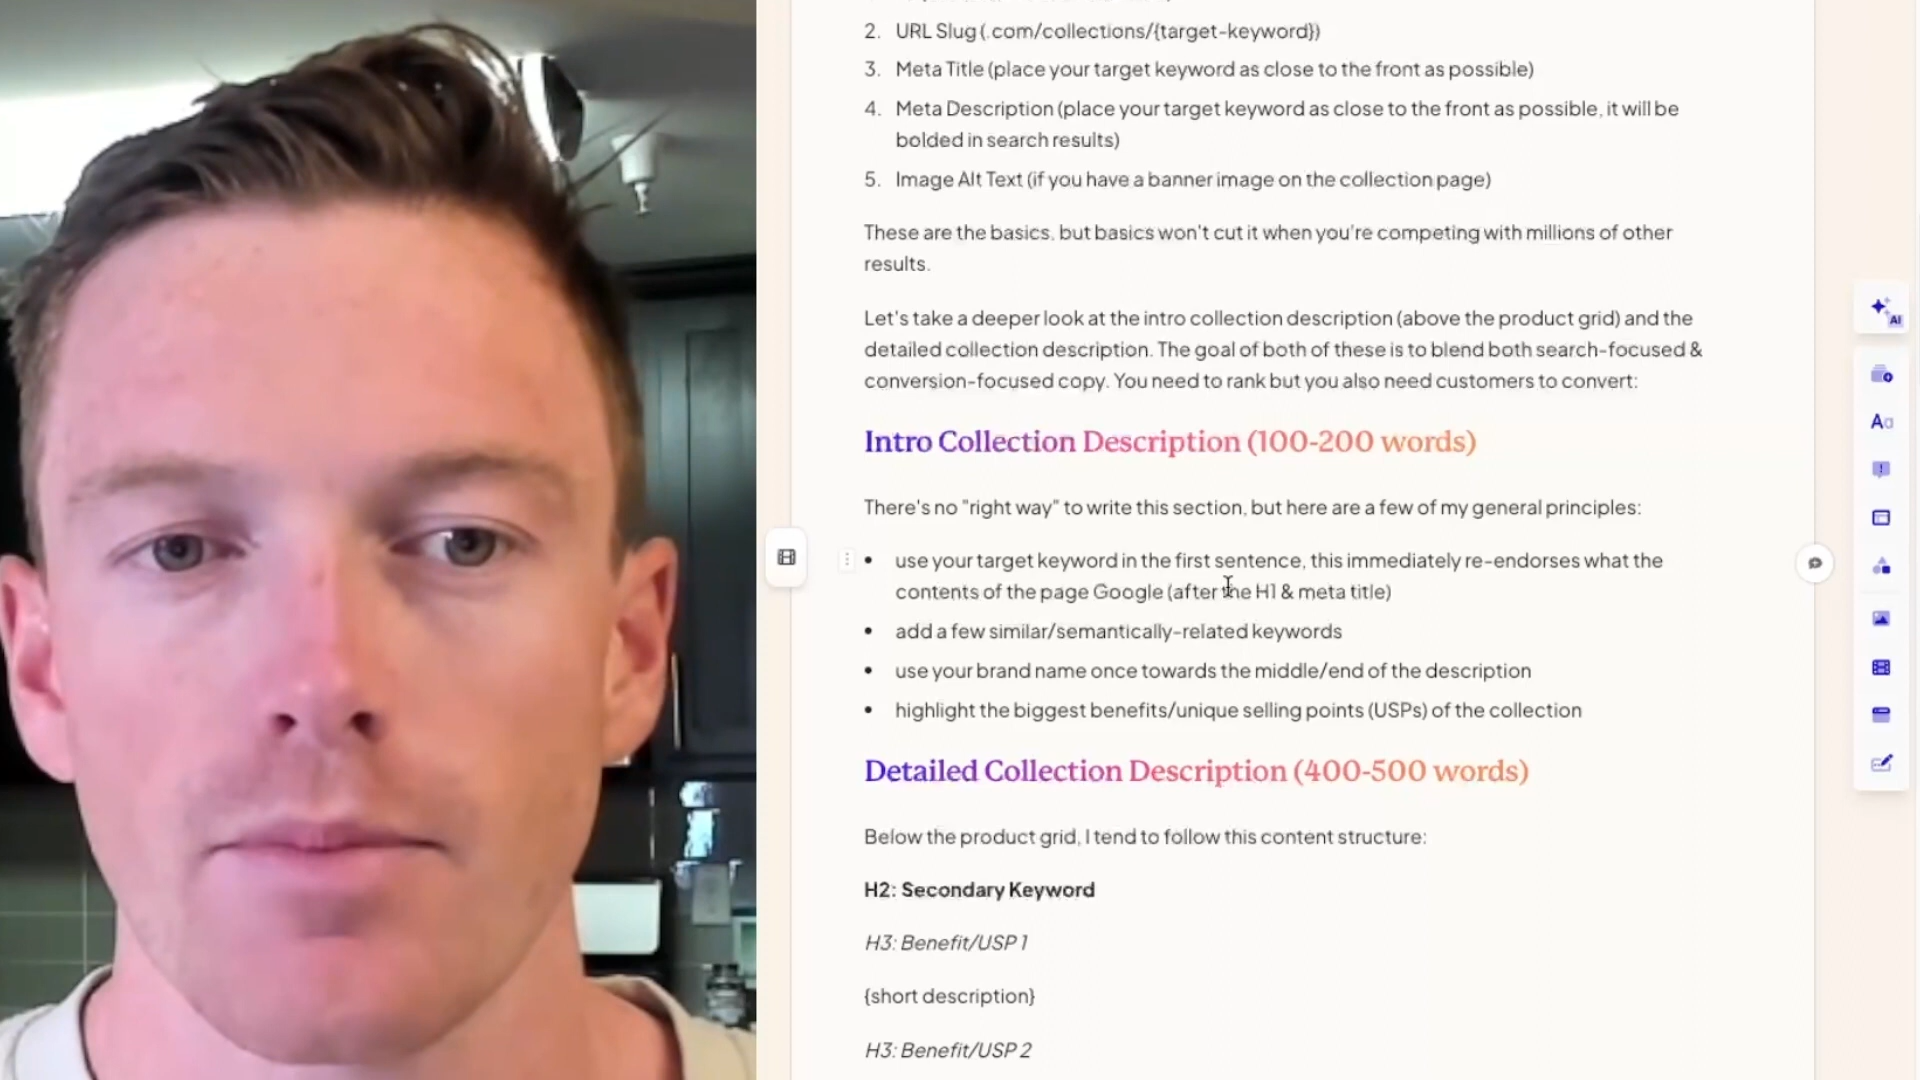 2. URL Slug (.com/collections/{target-keyword})
3. Meta Title (place your target keyword as close to the front as possible)
4. Meta Description (place your target keyword as close to the front as possible, it will be
bolded in search results)
5. Image Alt Text (if you have a banner image on the collection page)
These are the basics, but basics won't cut it when you're competing with millions of other
results.
Let's take a deeper look at the intro collection description (above the product grid) and the
detailed collection description. The goal of both of these is to blend both search-focused &
conversion-focused copy. You need to rank but you also need customers to convert:
Intro Collection Description (100-200 words)
There's no "right way" to write this section, but here are a few of my general principles:
• use your target keyword in the first sentence, this immediately re-endorses what the
contents of the page Google (after the H1 & meta title)
• add a few similar/semantically-related keywords
• use your brand name once towards the middle/end of the description
• highlight the biggest benefits/unique selling points (USPs) of the collection
Detailed Collection Description (400-500 words)
Below the product grid, I tend to follow this content structure:
H2: Secondary Keyword
H3: Benefit/USP 1
{short description}
H3: Benefit/USP 2
AI
Aa